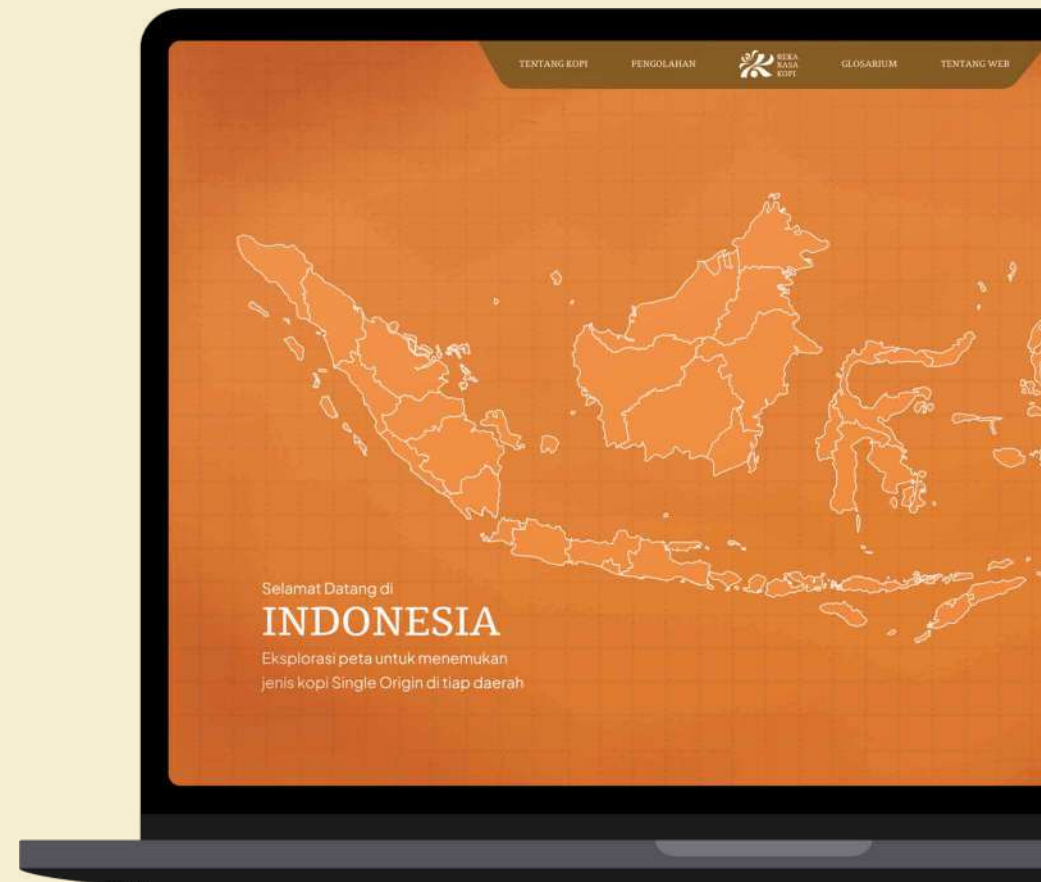 TENTANG KOPI
PENGOLAHAN
REKA
RASA
KOPI
GLOSARIUM
TENTANG WEB
Selamat Datang di
INDONESIA
Eksplorasi peta untuk menemukan
jenis kopi Single Origin di tiap daerah